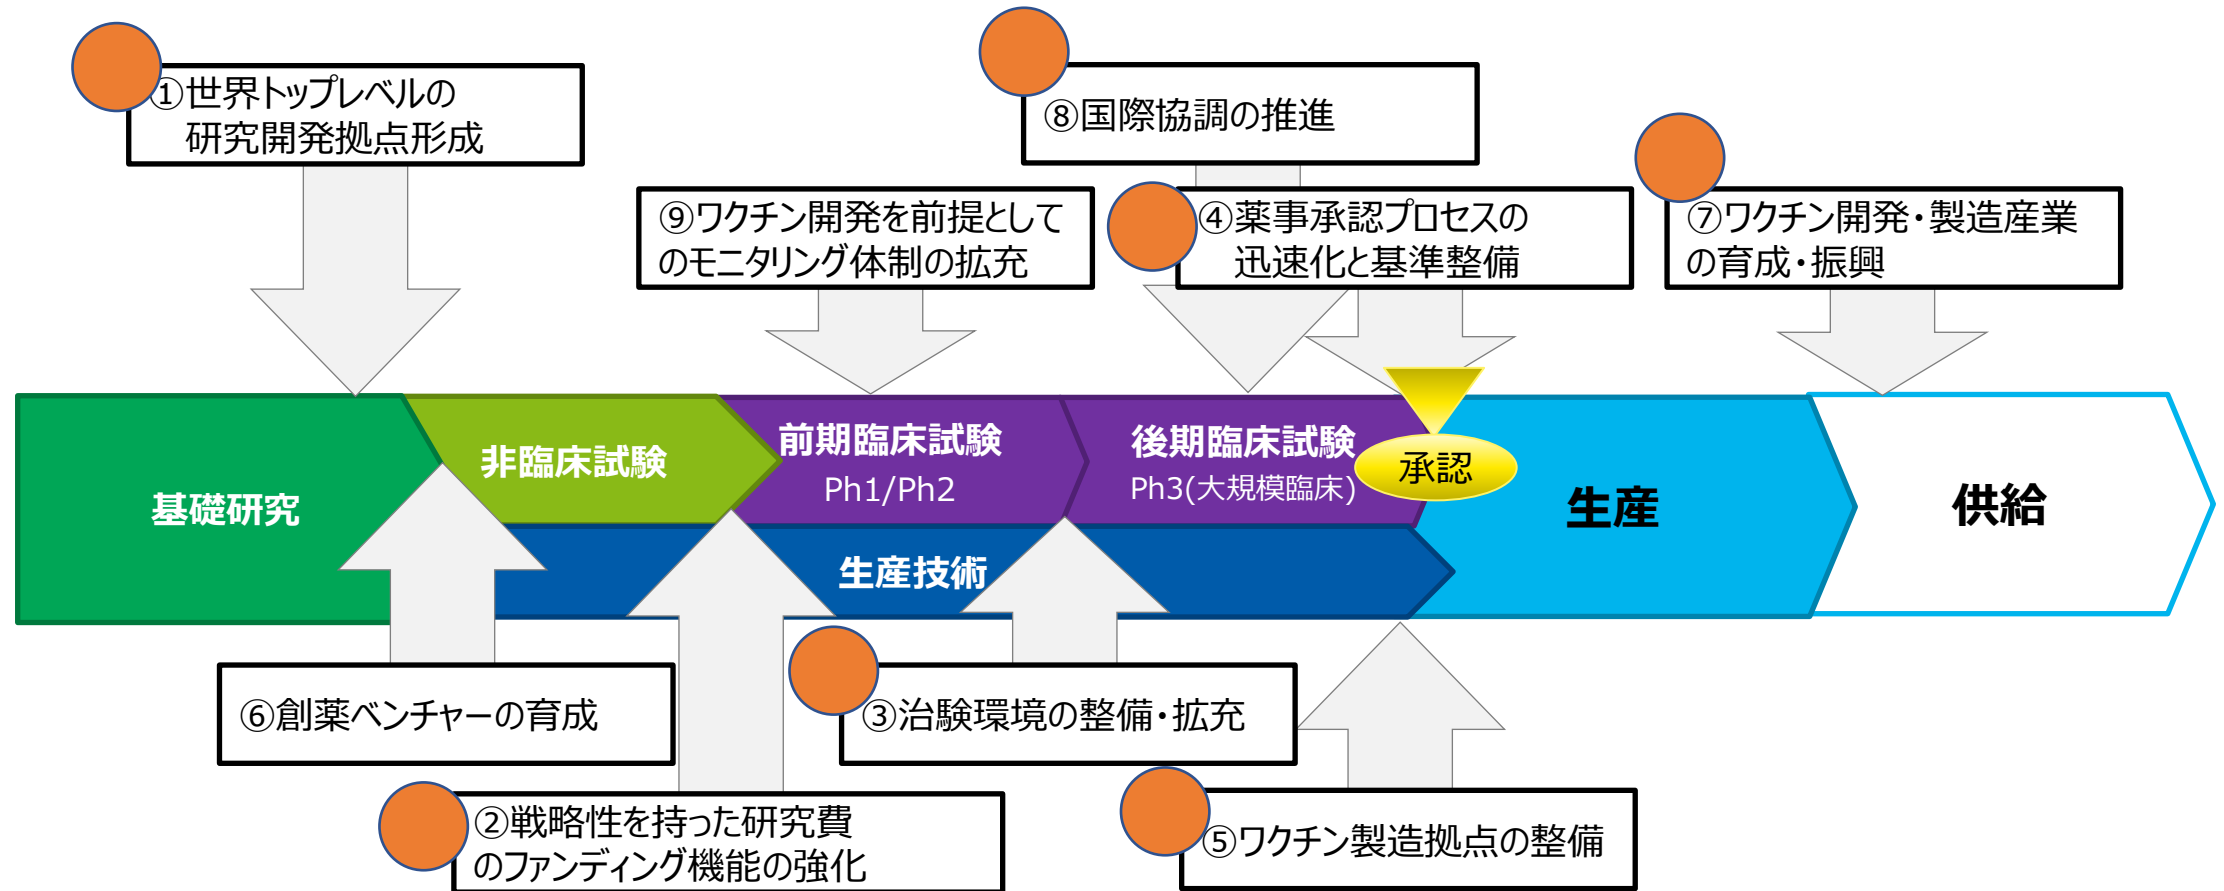 ①世界トップレベルの
研究開発拠点形成
⑧国際協調の推進
⑨ワクチン開発を前提として
のモニタリング体制の拡充
④薬事承認プロセスの
迅速化と基準整備
⑦ワクチン開発・製造産業
の育成・振興
基礎研究
非臨床試験
前期臨床試験
Ph1/Ph2
後期臨床試験
Ph3(大規模臨床)
承認
生産
供給
生産技術
⑥創薬ベンチャーの育成
③治験環境の整備・拡充
②戦略性を持った研究費
のファンディング機能の強化
⑤ワクチン製造拠点の整備